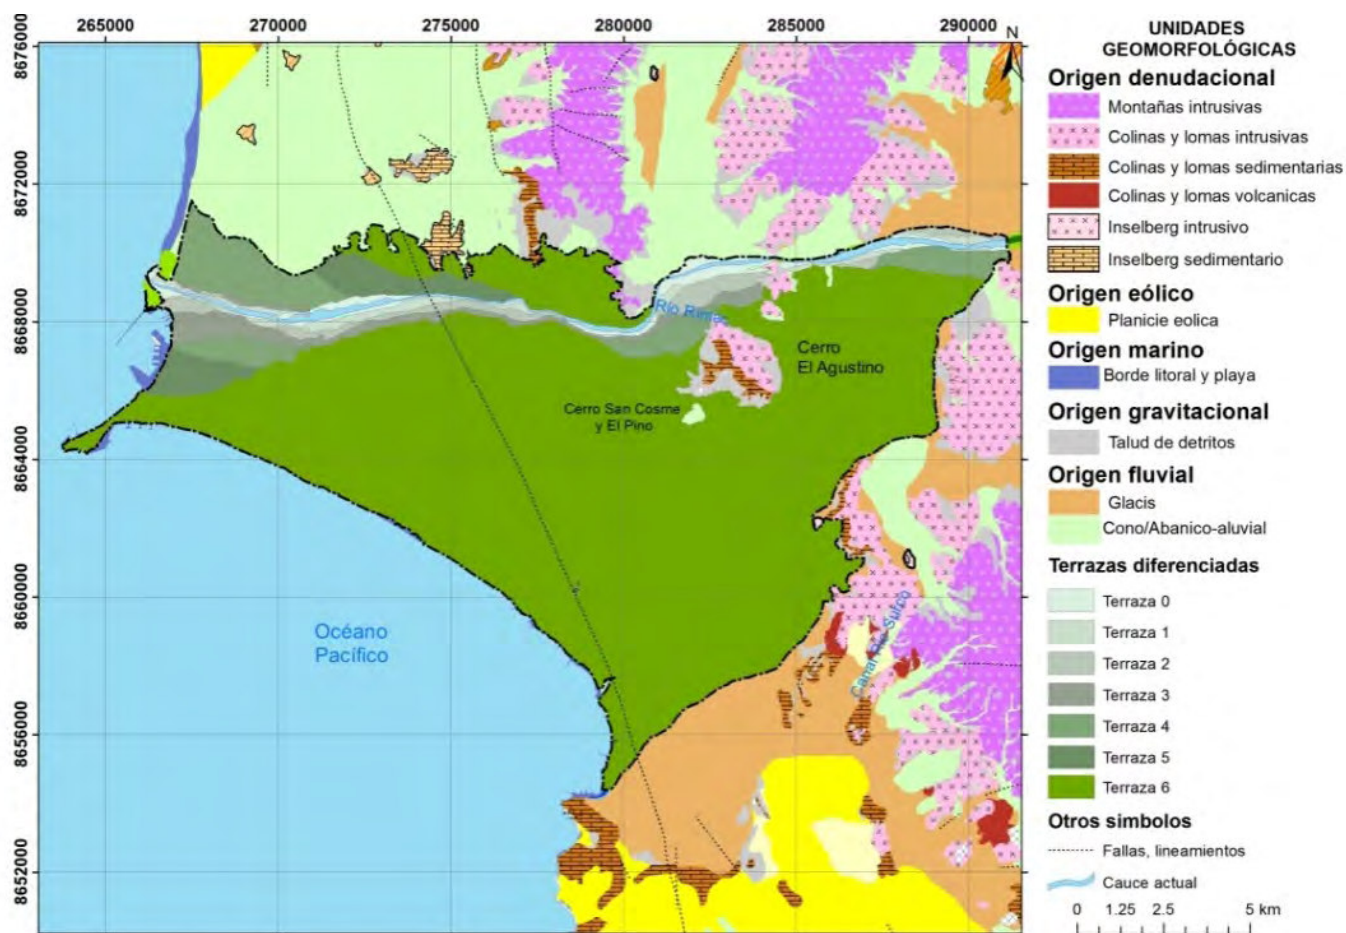 265000
270000
275000
280000
285000
290000
N
8676000
8672000
8668000
8664000
8660000
8656000
8652000
Río Rimac
Cerro
El Agustino
Cerro San Cosme
y El Pino
Océano
Pacífico
Canal Río Surco
UNIDADES
GEOMORFOLÓGICAS
Origen denudacional
Montañas intrusivas
Colinas y lomas intrusivas
Colinas y lomas sedimentarias
Colinas y lomas volcanicas
Inselberg intrusivo
Inselberg sedimentario
Origen eólico
Planicie eolica
Origen marino
Borde litoral y playa
Origen gravitacional
Talud de detritos
Origen fluvial
Glacis
Cono/Abanico-aluvial
Terrazas diferenciadas
Terraza 0
Terraza 1
Terraza 2
Terraza 3
Terraza 4
Terraza 5
Terraza 6
Otros simbolos
Fallas, lineamientos
Cauce actual
0 1.25 2.5 5 km